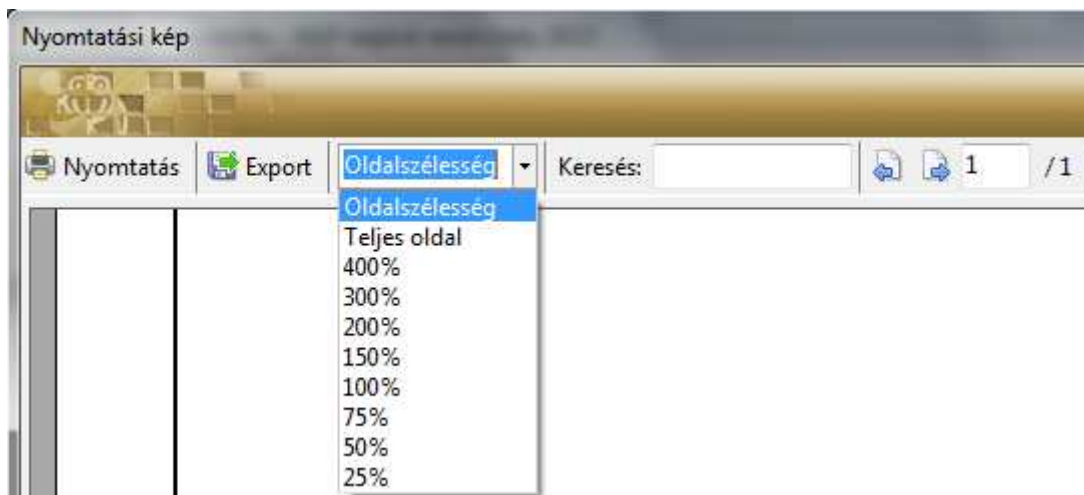 Nyomtatási kép
Nyomtatás Export Oldalszélesség Keresés: 1 /1
Oldalszélesség
Teljes oldal
400%
300%
200%
150%
100%
75%
50%
25%